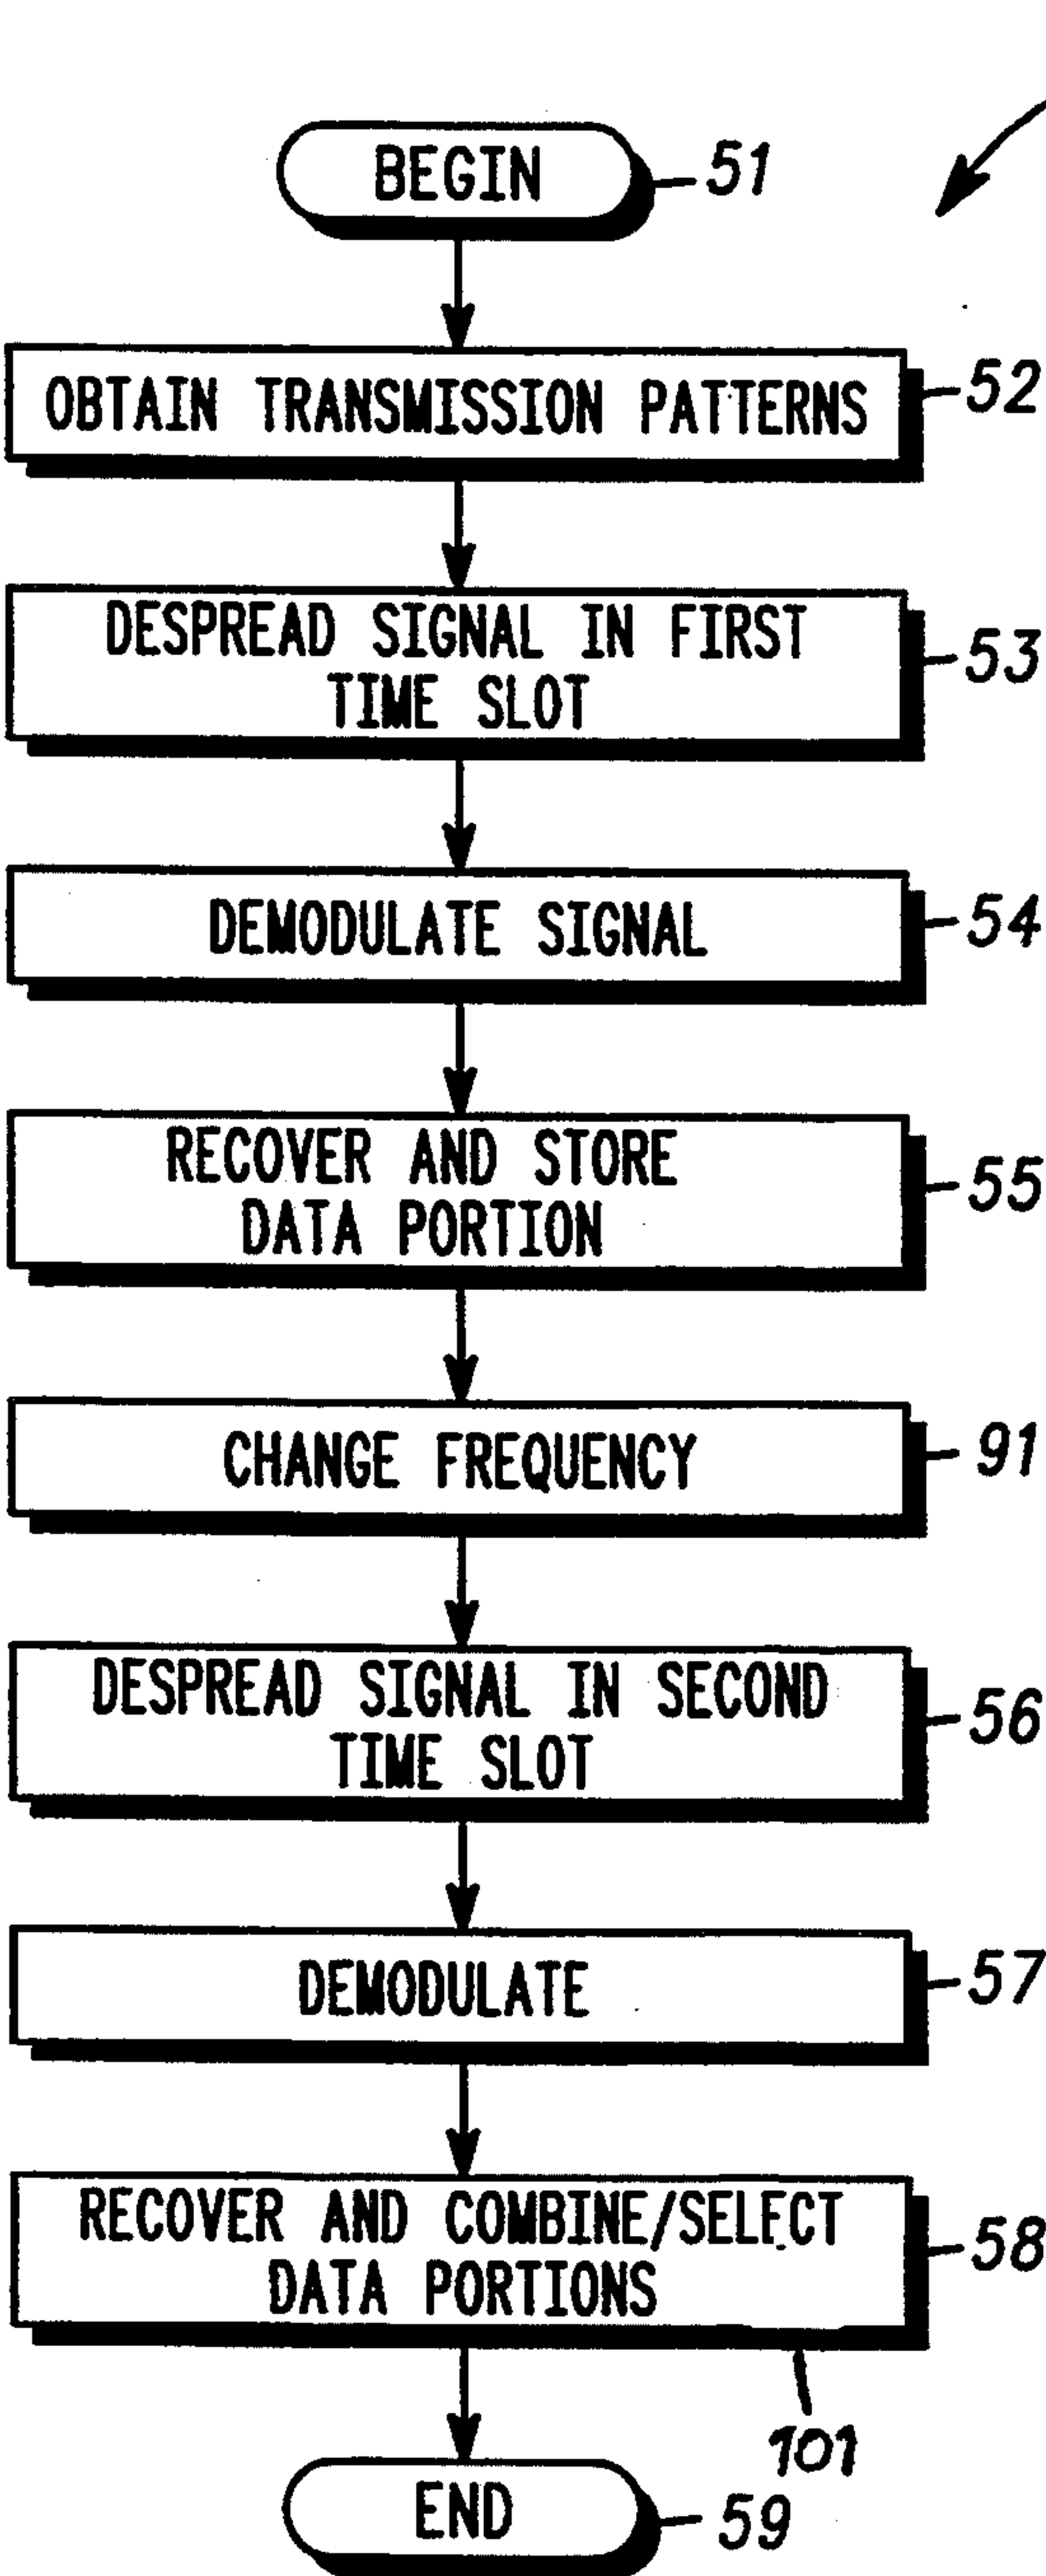 BEGIN 51
OBTAIN TRANSMISSION PATTERNS 52
DESPREAD SIGNAL IN FIRST
TIME SLOT
53
DEMODULATE SIGNAL 54
RECOVER AND STORE
DATA PORTION
55
CHANGE FREQUENCY 91
DESPREAD SIGNAL IN SECOND
TIME SLOT
56
DEMODULATE 57
RECOVER AND COMBINE/SELECT
DATA PORTIONS
58
101
END 59